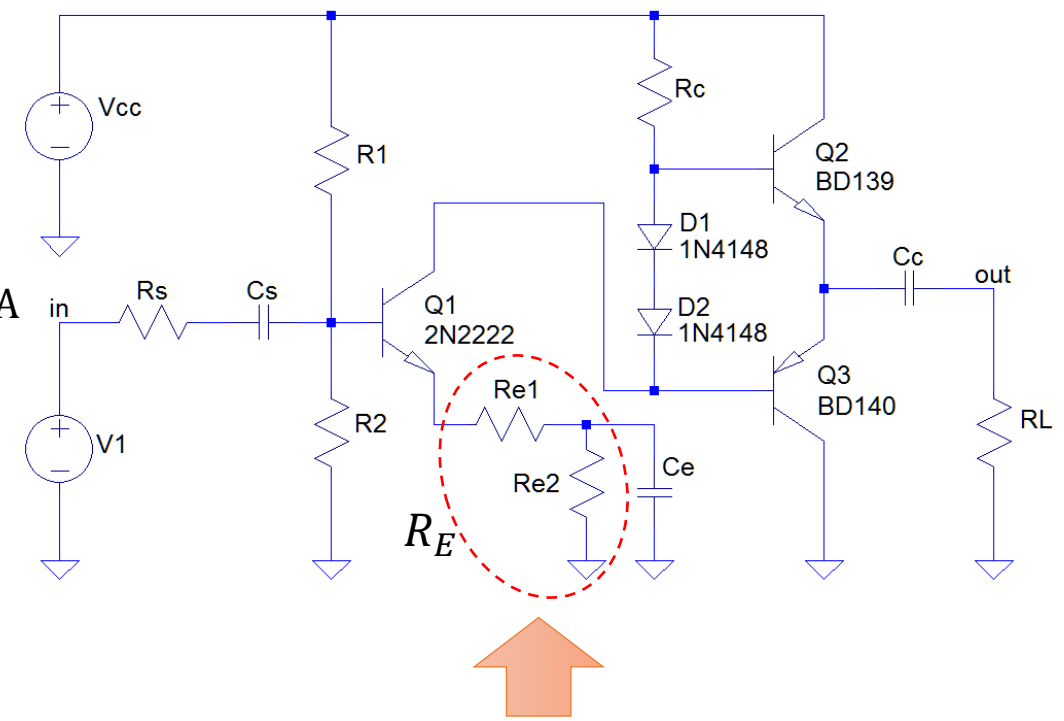 Vcc
R1
Rc
Q2
BD139
D1
1N4148
D2
1N4148
A
in
Rs
Cs
Q1
2N2222
Cc
out
Q3
BD140
V1
R2
Re1
Re2
Ce
RL
R_E